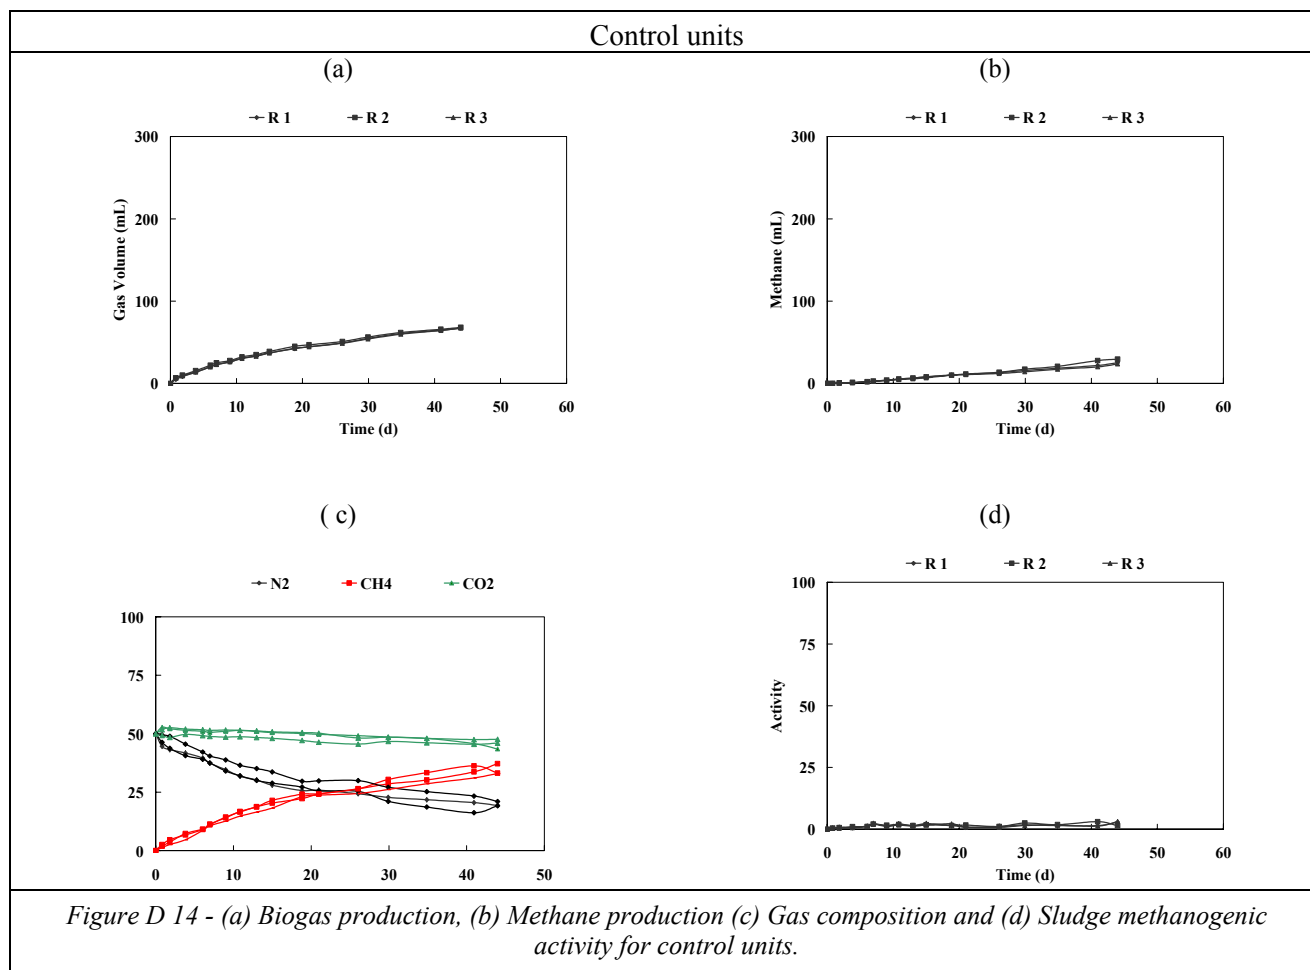 Control units
(a)
R 1 R 2 R 3
300
200
100
0
Gas Volume (mL)
0 10 20 30 40 50 60
Time (d)
(b)
R 1 R 2 R 3
300
200
100
0
Methane (mL)
0 10 20 30 40 50 60
Time (d)
( c)
N2 CH4 CO2
100
75
50
25
0
0 10 20 30 40 50
(d)
R 1 R 2 R 3
100
75
50
25
0
Activity
0 10 20 30 40 50 60
Time (d)
Figure D 14 - (a) Biogas production, (b) Methane production (c) Gas composition and (d) Sludge methanogenic
activity for control units.